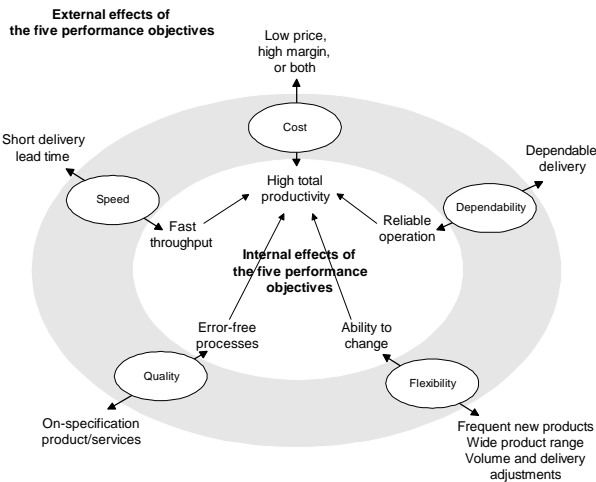 External effects of
the five performance objectives
Low price,
high margin,
or both
Cost
Short delivery
lead time
Dependable
delivery
High total
productivity
Speed
Dependability
Fast
throughput
Reliable
operation
Internal effects of
the five performance
objectives
Error-free
processes
Ability to
change
Quality
Flexibility
On-specification
product/services
Frequent new products
Wide product range
Volume and delivery
adjustments